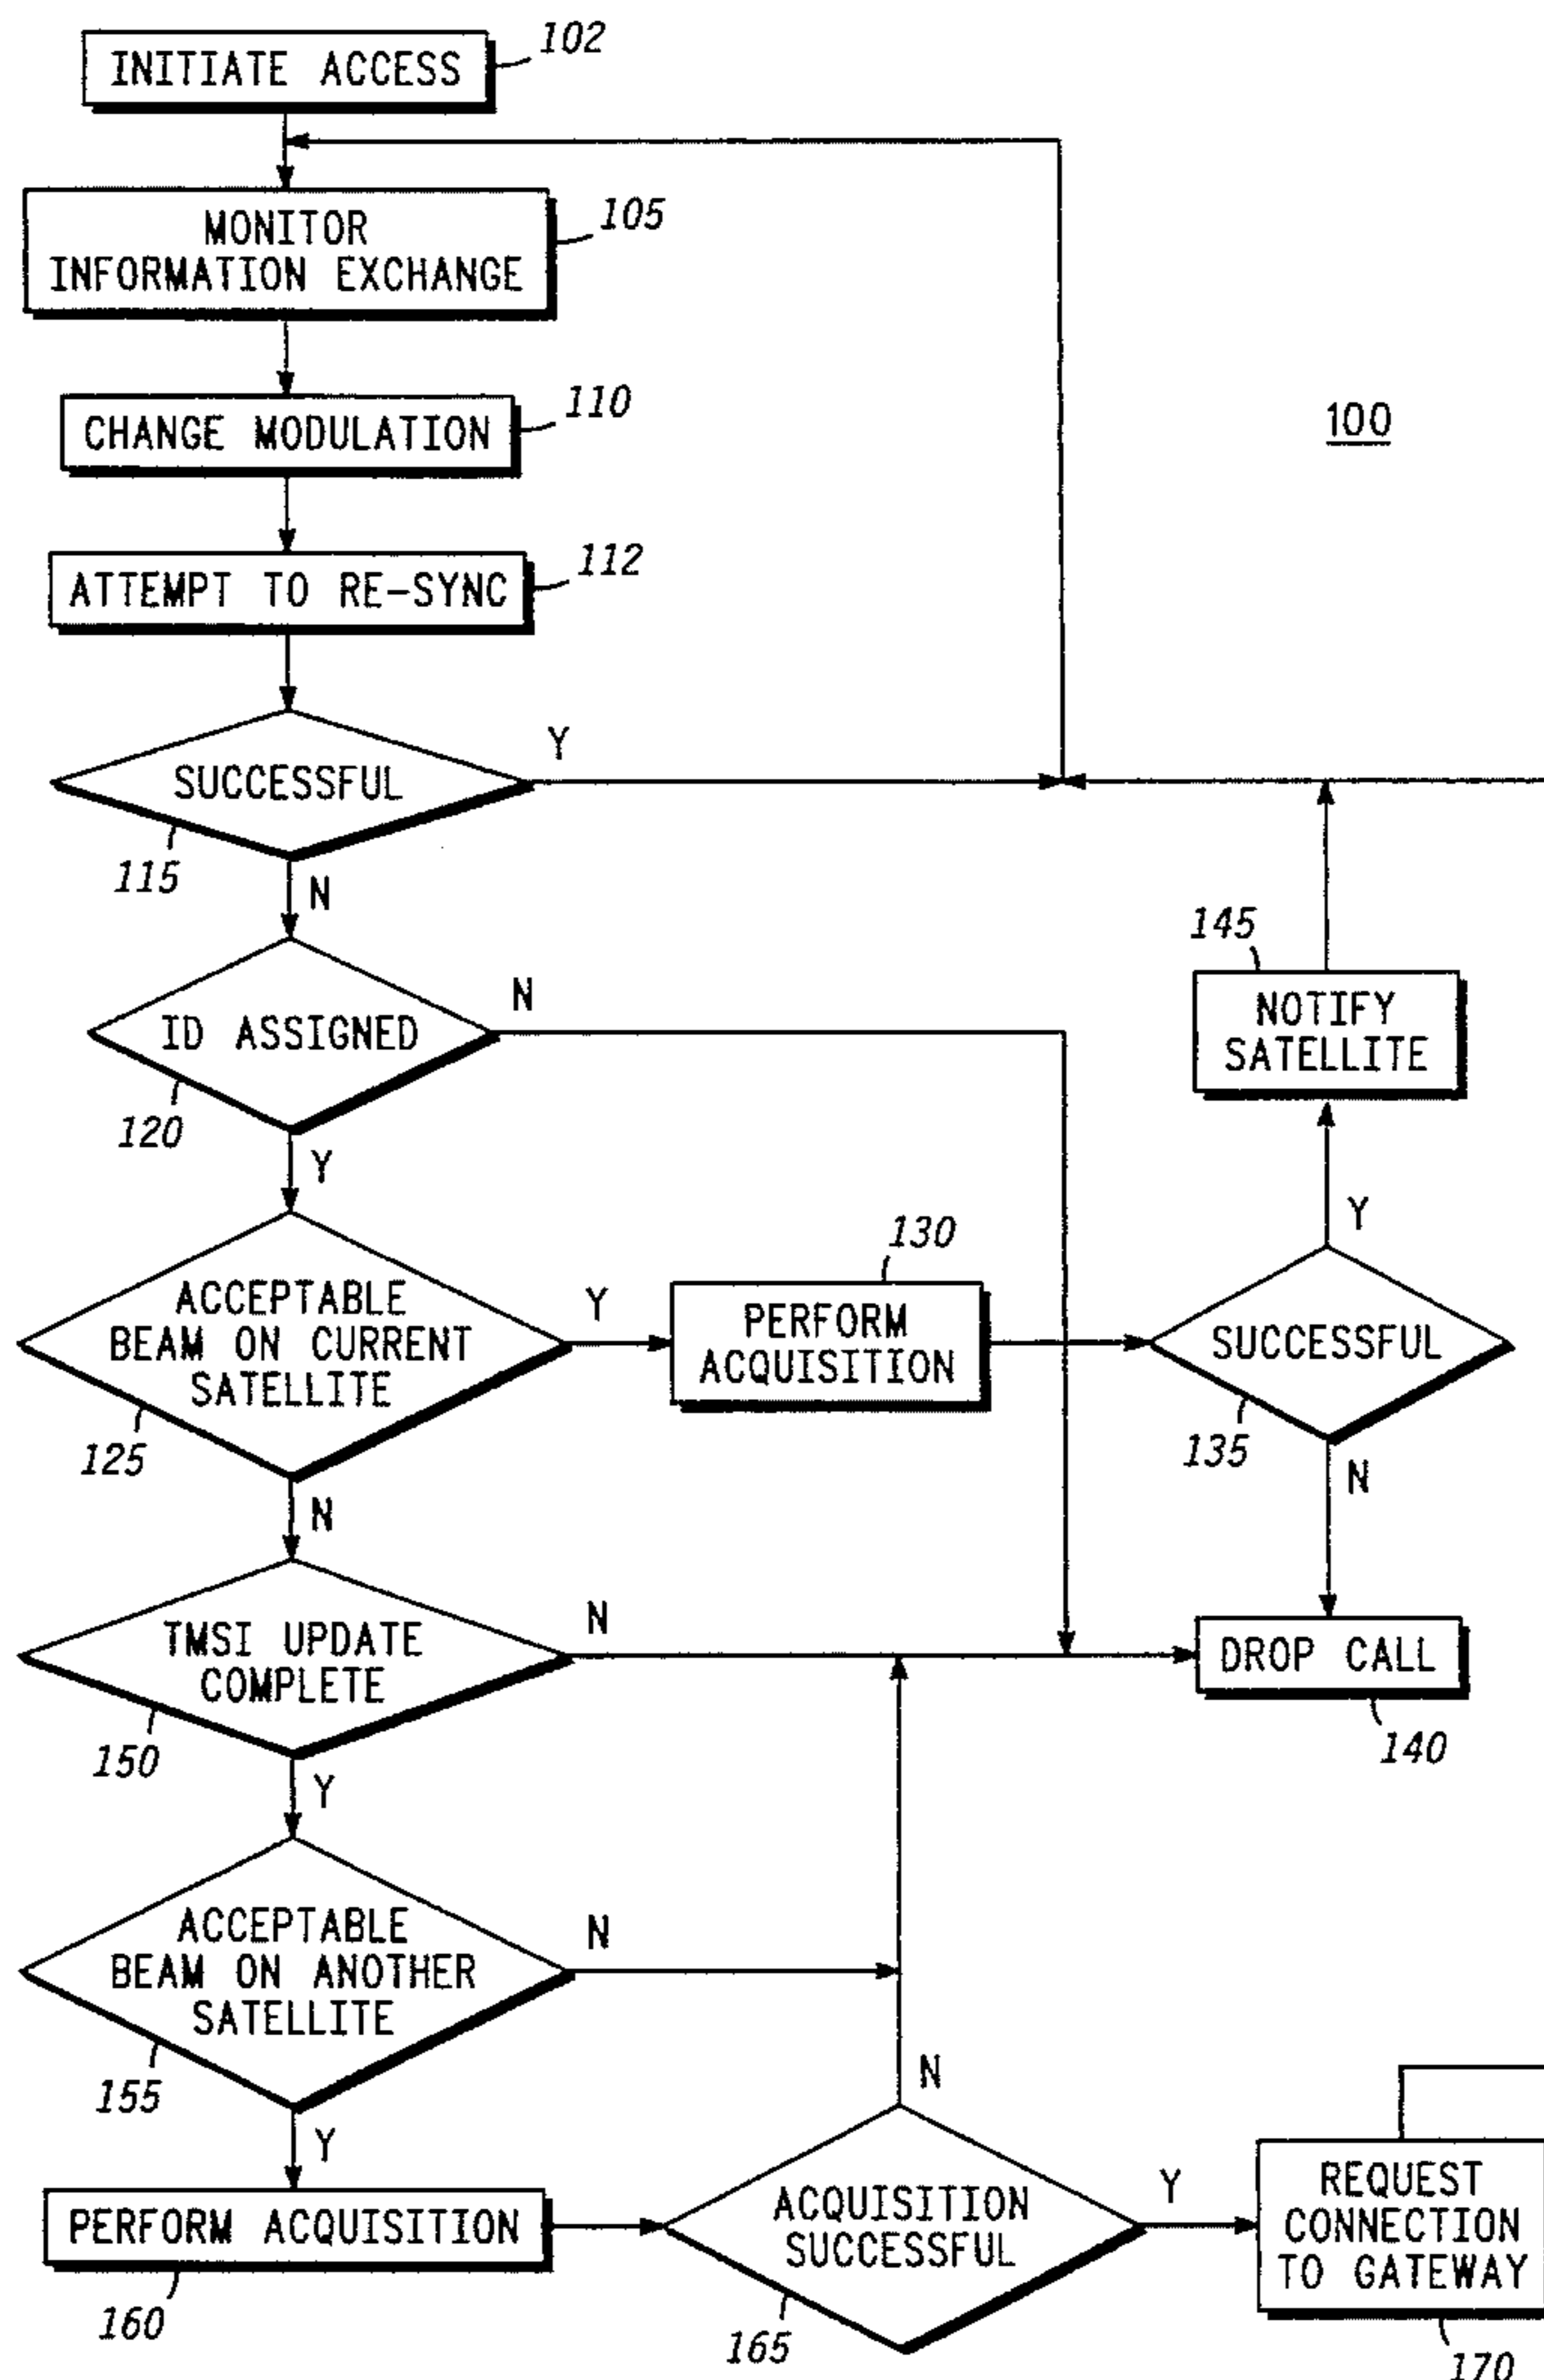 INITIATE ACCESS
102
MONITOR
INFORMATION EXCHANGE
105
CHANGE MODULATION
110
100
ATTEMPT TO RE-SYNC
112
SUCCESSFUL
Y
115
N
ID ASSIGNED
N
120
Y
145
NOTIFY
SATELLITE
ACCEPTABLE
BEAM ON CURRENT
SATELLITE
Y
125
N
130
PERFORM
ACQUISITION
Y
SUCCESSFUL
135
N
TMSI UPDATE
COMPLETE
N
150
Y
DROP CALL
140
ACCEPTABLE
BEAM ON ANOTHER
SATELLITE
N
155
Y
PERFORM ACQUISITION
160
N
ACQUISITION
SUCCESSFUL
Y
165
REQUEST
CONNECTION
TO GATEWAY
170